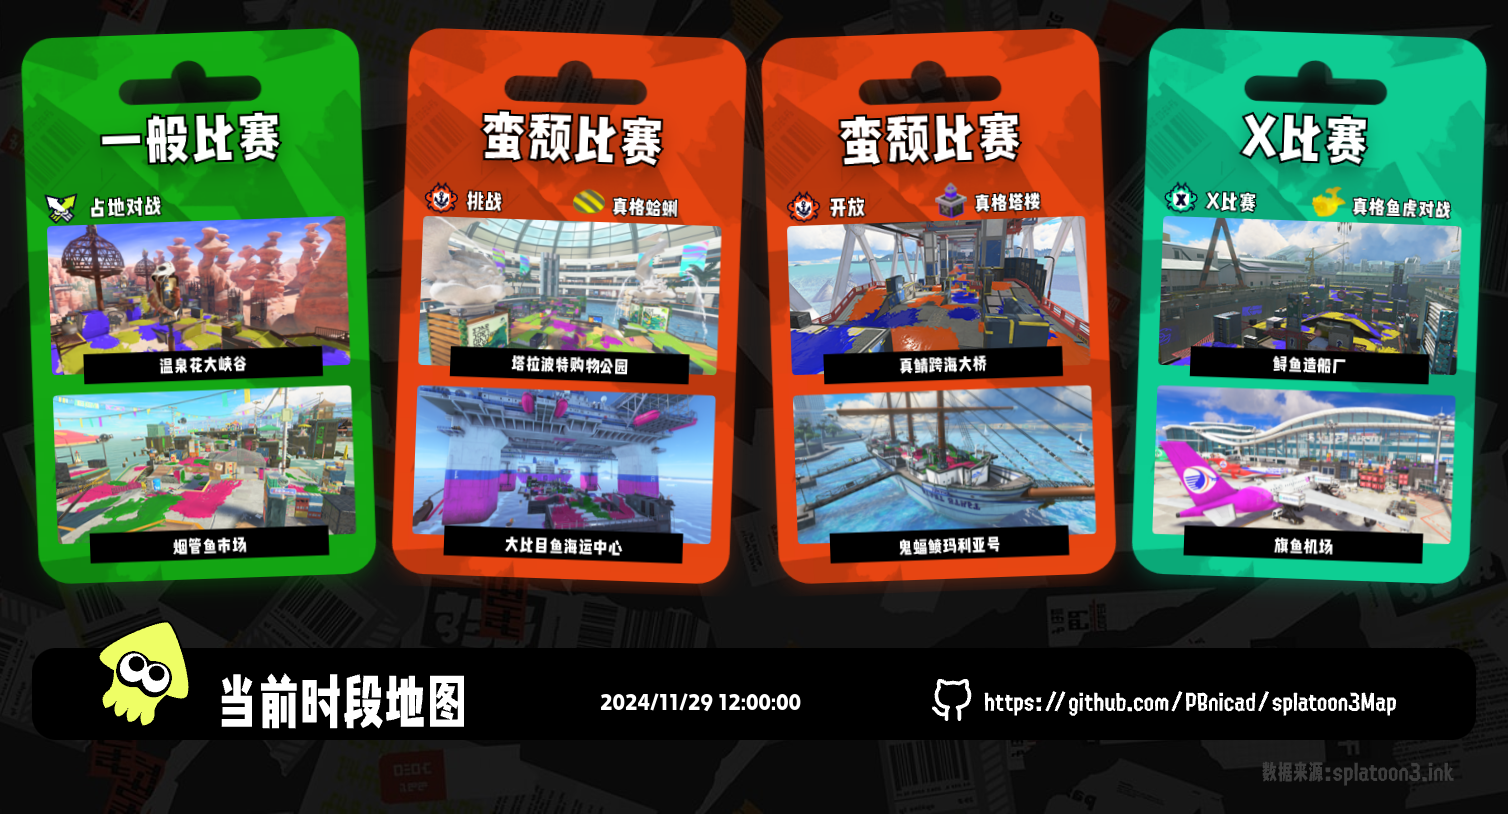 一般比赛
占地对战
温泉花大峡谷
烟管鱼市场
蛮颓比赛
挑战
真格蛤蜊
塔拉波特购物公园
大比目鱼海运中心
蛮颓比赛
开放
真格塔楼
真鲭跨海大桥
鬼蝠鲼玛利亚号
X比赛
X比赛
真格鱼虎对战
鲟鱼造船厂
旗鱼机场
当前时段地图
2024/11/29 12:00:00
https://github.com/PBnicad/splatoon3Map
数据来源:splatoon3.ink